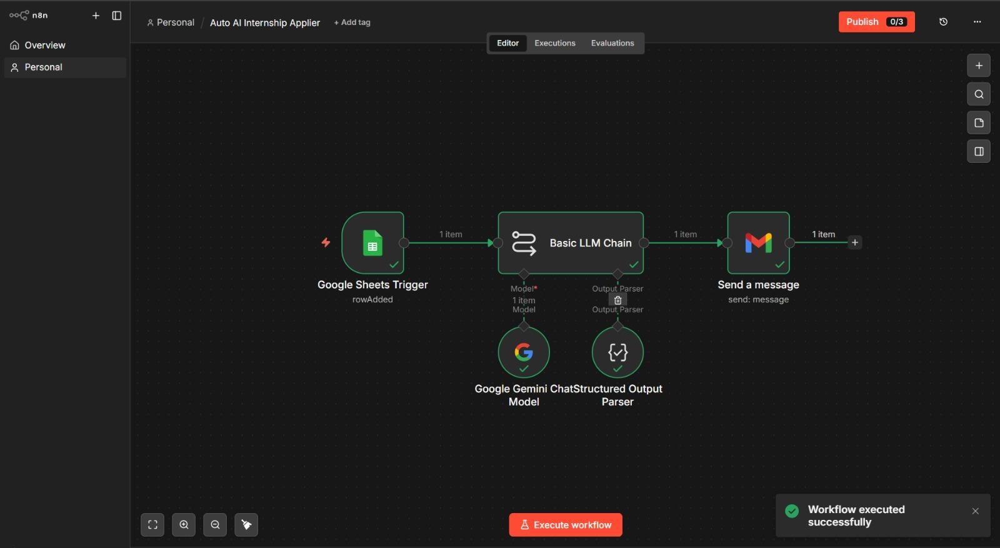 n8n
Overview
Personal
Personal / Auto AI Internship Applier + Add tag
Publish 0/3
Editor Executions Evaluations
1 item
1 item
1 item
Basic LLM Chain
Google Sheets Trigger
rowAdded
Send a message
send: message
Model*
1 item
Model
Output Parser
Output Parser
Google Gemini Chat
Model
Structured Output
Parser
Execute workflow
Workflow executed
successfully